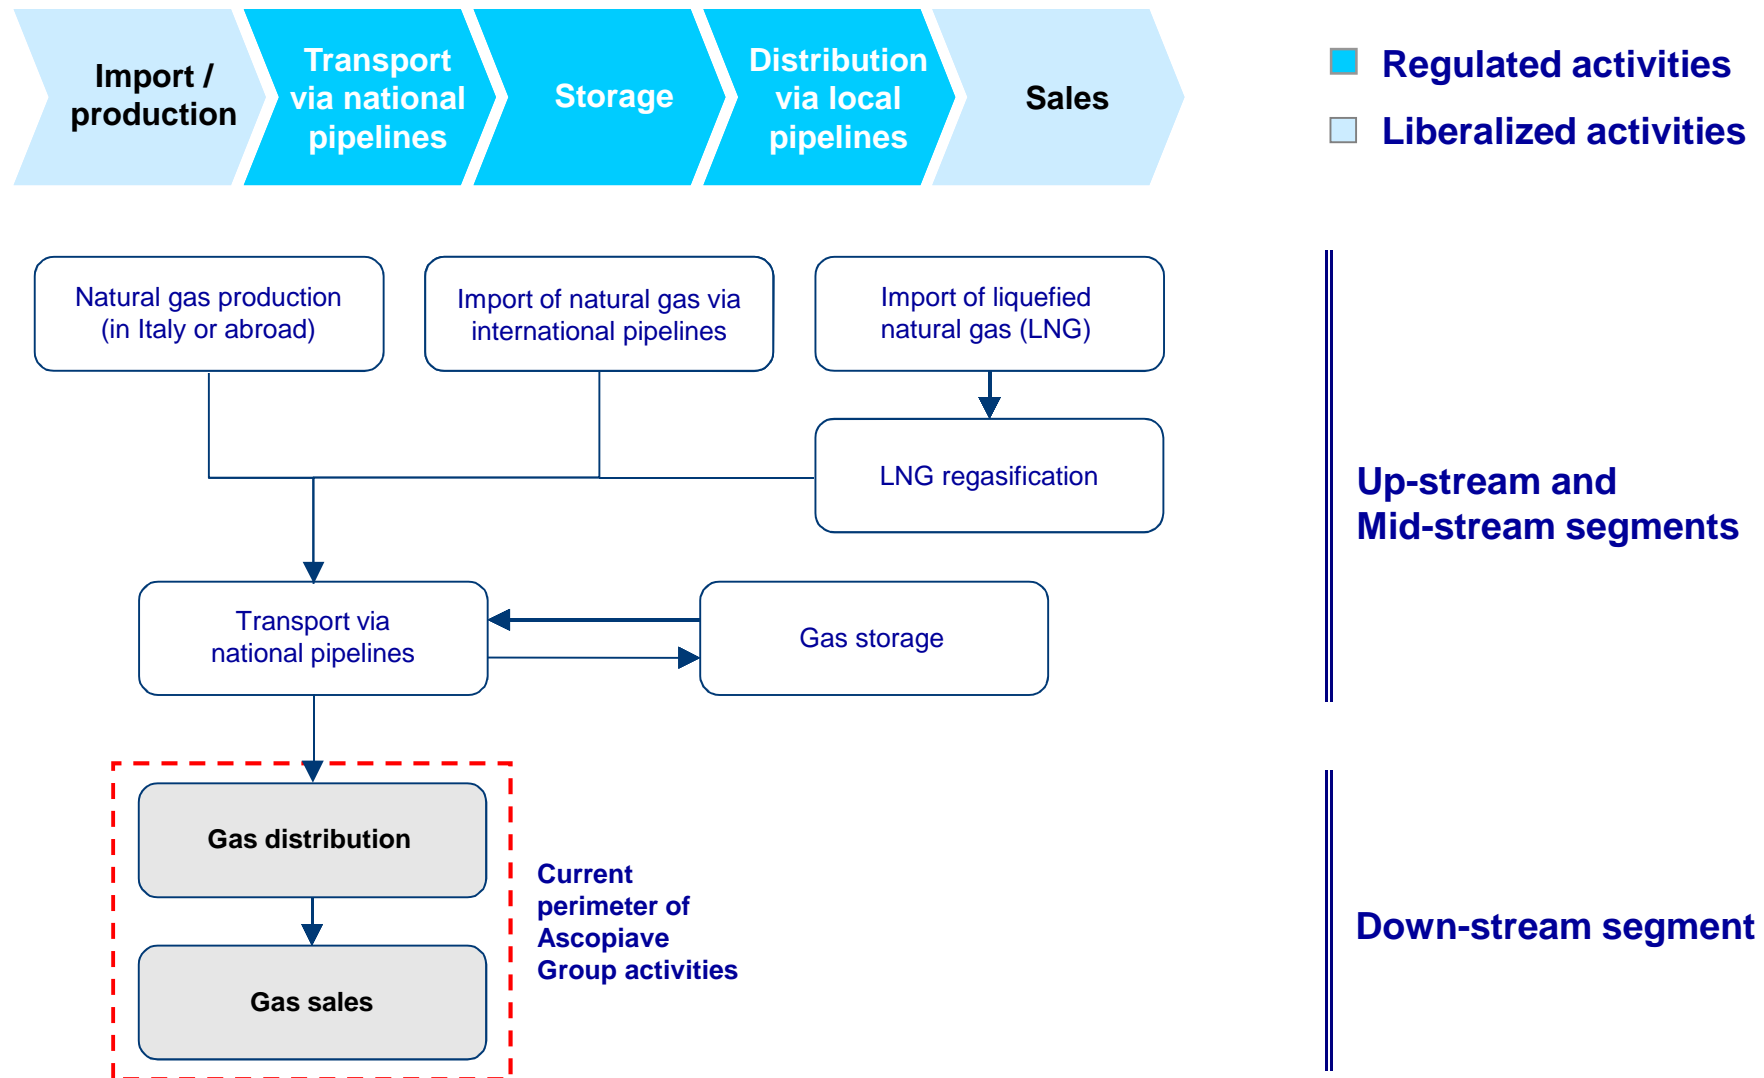 Import /
production
Transport
via national
pipelines
Storage
Distribution
via local
pipelines
Sales
Regulated activities
Liberalized activities
Natural gas production
(in Italy or abroad)
Import of natural gas via
international pipelines
Import of liquefied
natural gas (LNG)
LNG regasification
Up-stream and
Mid-stream segments
Transport via
national pipelines
Gas storage
Gas distribution
Current
perimeter of
Ascopiave
Group activities
Gas sales
Down-stream segment